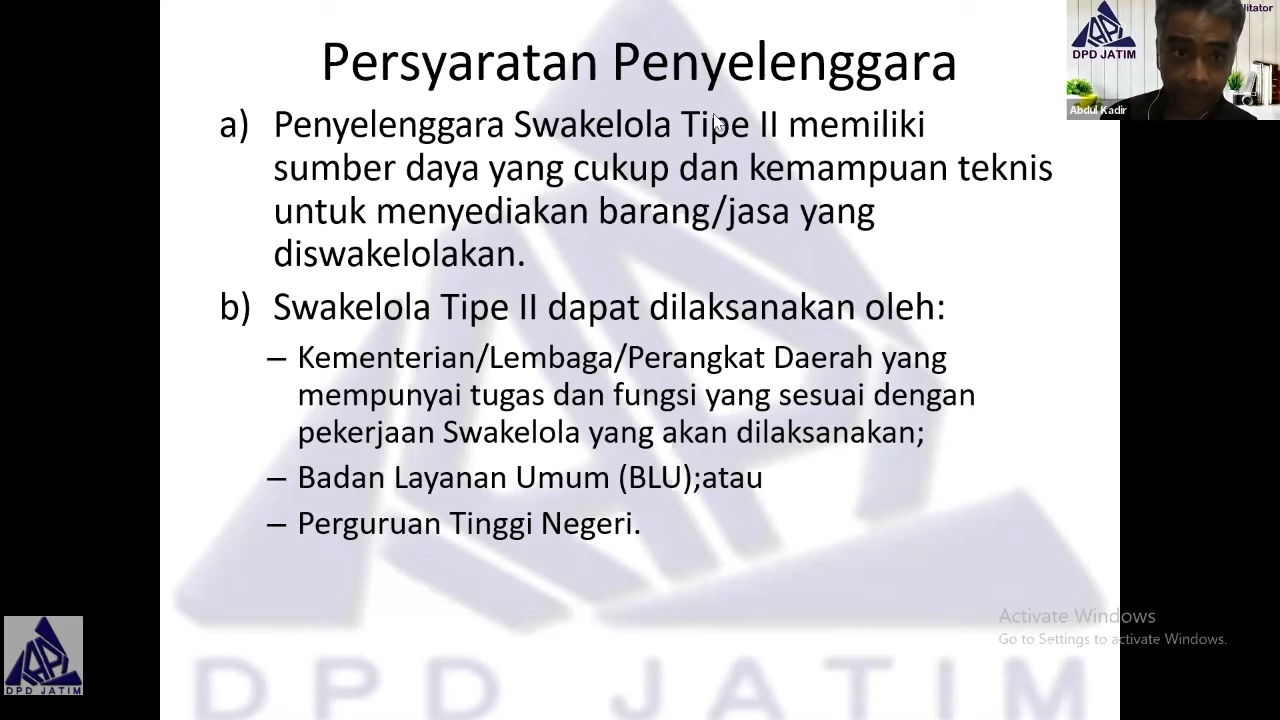 Persyaratan Penyelenggara
a) Penyelenggara Swakelola Tipe II memiliki
sumber daya yang cukup dan kemampuan teknis
untuk menyediakan barang/jasa yang
diswakelolakan.
b) Swakelola Tipe II dapat dilaksanakan oleh:
– Kementerian/Lembaga/Perangkat Daerah yang
mempunyai tugas dan fungsi yang sesuai dengan
pekerjaan Swakelola yang akan dilaksanakan;
– Badan Layanan Umum (BLU);atau
– Perguruan Tinggi Negeri.
DPD JATIM
Abdul Kadir
Activate Windows
Go to Settings to activate Windows.
DPD JATIM
DPD JATIM